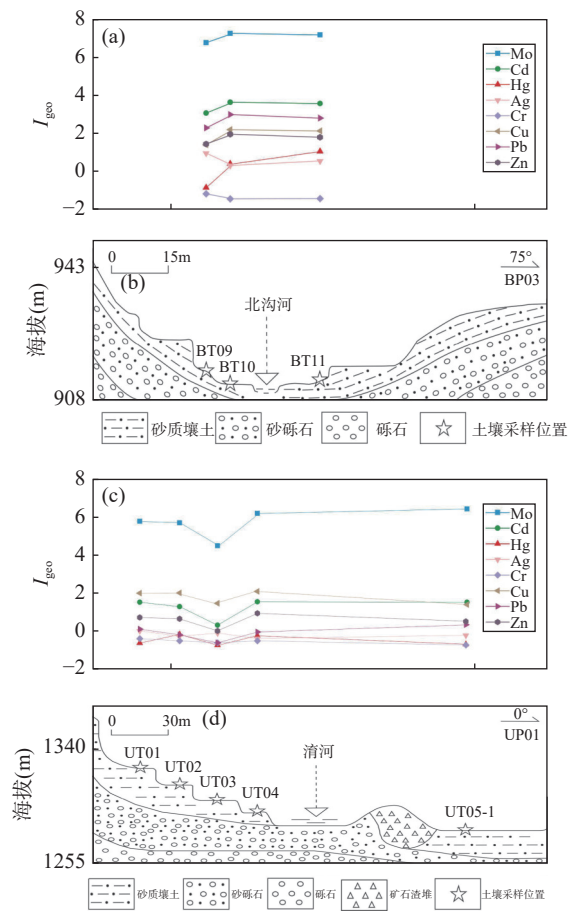 (a)
8
6
4
2
0
−2
I_geo
Mo
Cd
Hg
Ag
Cr
Cu
Pb
Zn
943
908
海拔(m)
0 15m
(b)
北沟河
75°
BP03
BT09
BT10
BT11
砂质壤土 砂砾石 砾石 土壤采样位置
(c)
8
6
4
2
0
−2
I_geo
Mo
Cd
Hg
Ag
Cr
Cu
Pb
Zn
1340
1255
海拔(m)
0 30m
(d)
0°
UP01
UT01
UT02
UT03
UT04
淯河
UT05-1
砂质壤土 砂砾石 砾石 矿石渣堆 土壤采样位置